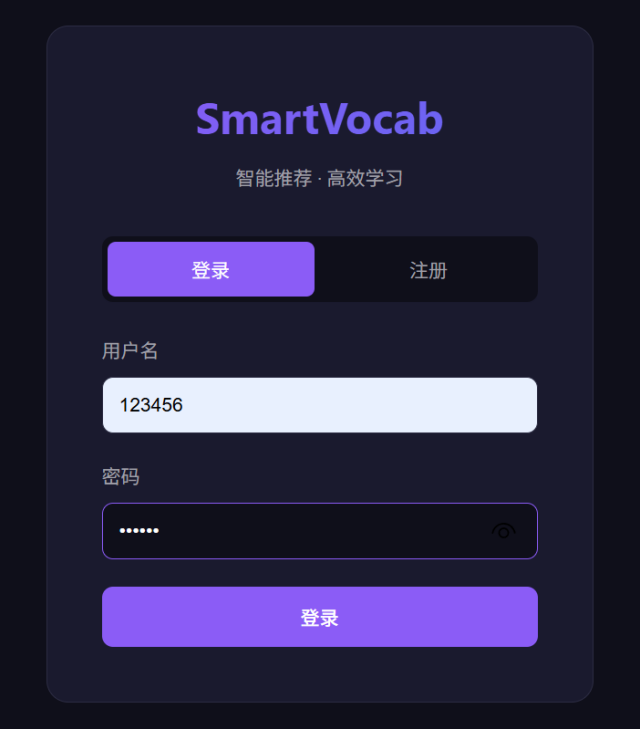 SmartVocab
智能推荐 · 高效学习
登录 注册
用户名
123456
密码
••••••
登录